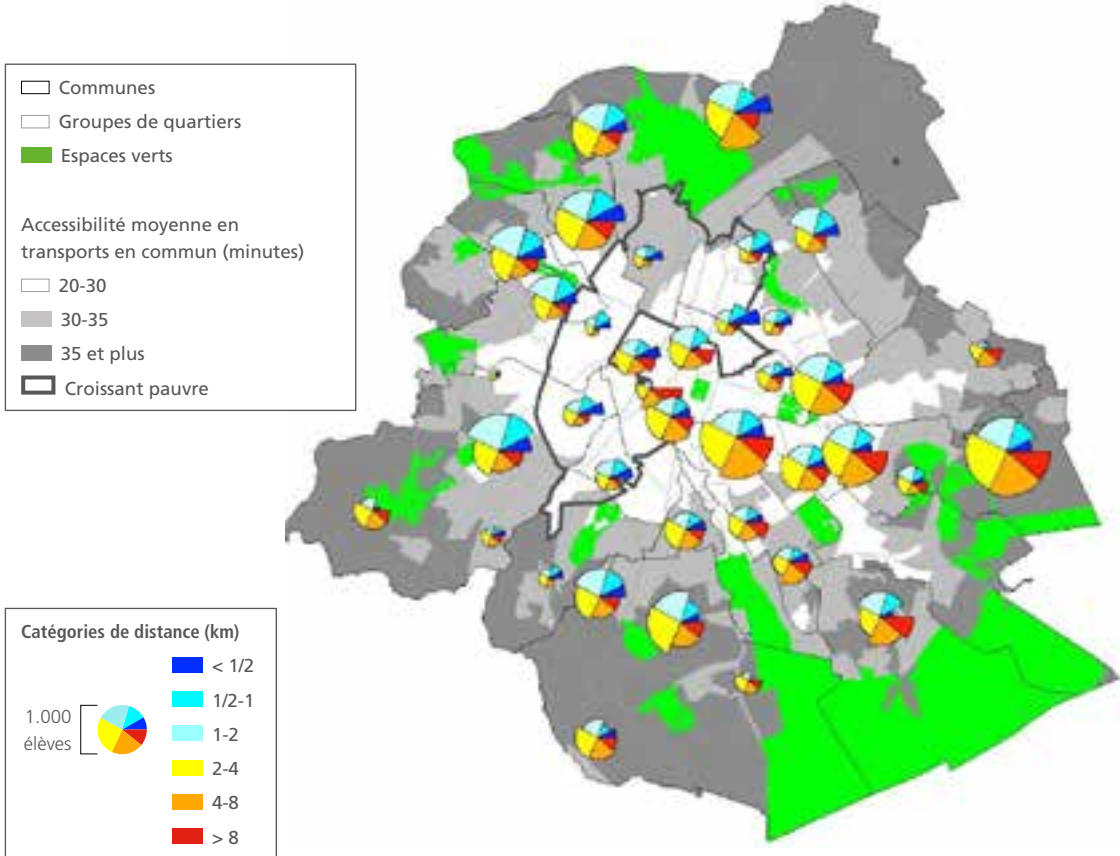 Communes
Groupes de quartiers
Espaces verts
Accessibilité moyenne en
transports en commun (minutes)
20-30
30-35
35 et plus
Croissant pauvre
Catégories de distance (km)
< 1/2
1/2-1
1-2
2-4
4-8
> 8
1.000
élèves